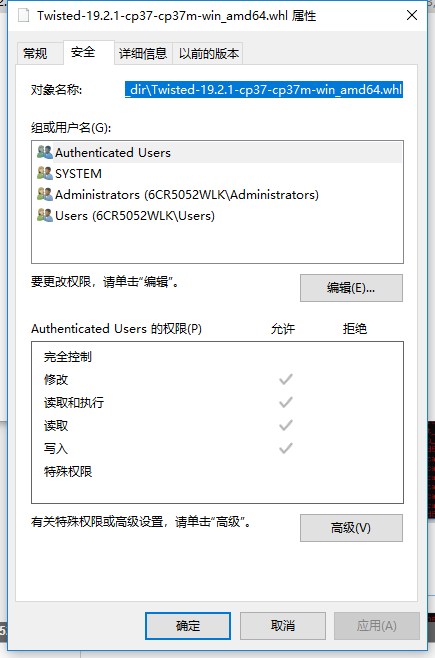 Twisted-19.2.1-cp37-cp37m-win_amd64.whl 属性
常规 安全 详细信息 以前的版本
对象名称: _dir\Twisted-19.2.1-cp37-cp37m-win_amd64.whl
组或用户名(G):
Authenticated Users
SYSTEM
Administrators (6CR5052WLK\Administrators)
Users (6CR5052WLK\Users)
要更改权限，请单击“编辑”。 编辑(E)...
Authenticated Users 的权限(P) 允许 拒绝
完全控制
修改
读取和执行
读取
写入
特殊权限
有关特殊权限或高级设置，请单击“高级”。 高级(V)
确定 取消 应用(A)